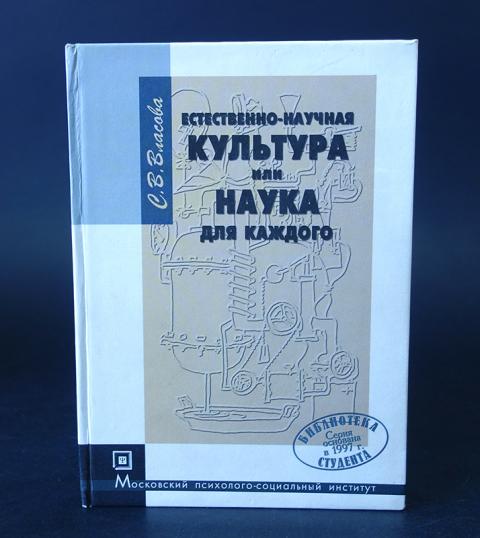 С. В. Власова
ЕСТЕСТВЕННО-НАУЧНАЯ
КУЛЬТУРА
ИЛИ
НАУКА
ДЛЯ КАЖДОГО
БИБЛИОТЕКА
Серия
основана
в 1997 г.
СТУДЕНТА
Московский психолого-социальный институт